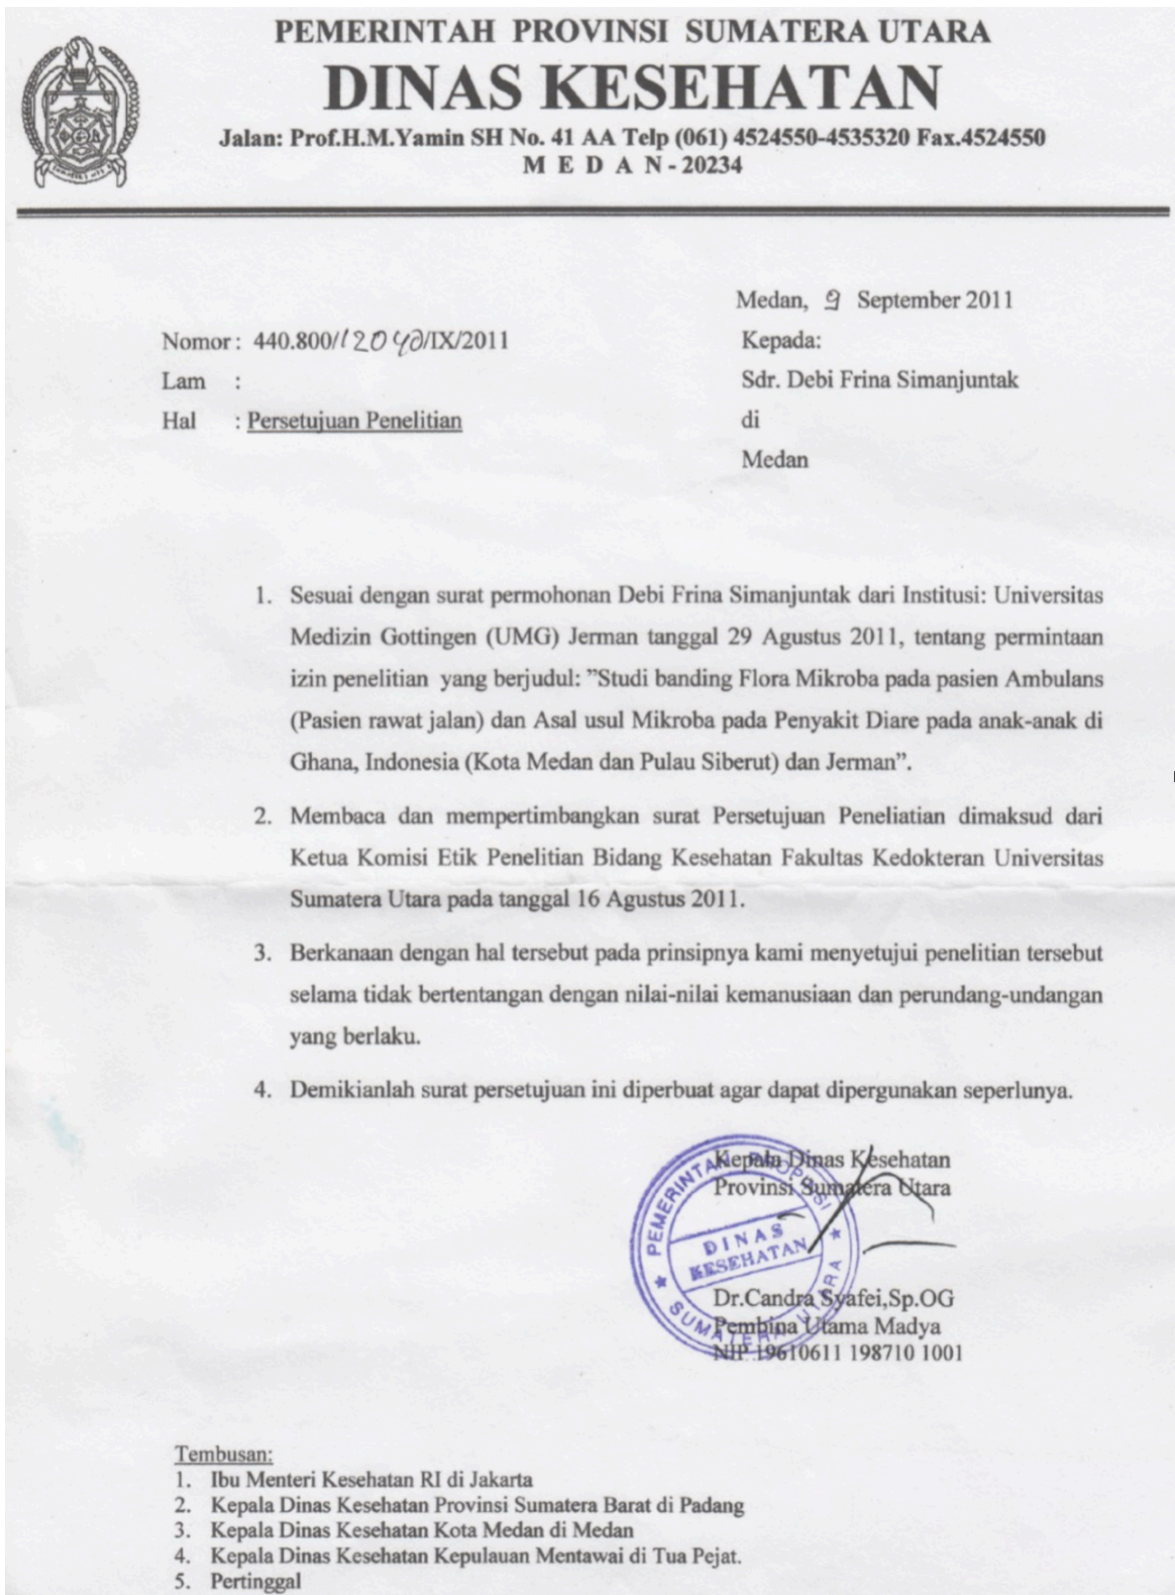 PEMERINTAH PROVINSI SUMATERA UTARA
DINAS KESEHATAN
Jalan: Prof.H.M.Yamin SH No. 41 AA Telp (061) 4524550-4535320 Fax.4524550
M E D A N - 20234
Medan, 9 September 2011
Nomor : 440.800/12040/IX/2011
Kepada:
Lam :
Sdr. Debi Frina Simanjuntak
Hal : Persetujuan Penelitian
di
Medan
1. Sesuai dengan surat permohonan Debi Frina Simanjuntak dari Institusi: Universitas
Medizin Gottingen (UMG) Jerman tanggal 29 Agustus 2011, tentang permintaan
izin penelitian yang berjudul: ”Studi banding Flora Mikroba pada pasien Ambulans
(Pasien rawat jalan) dan Asal usul Mikroba pada Penyakit Diare pada anak-anak di
Ghana, Indonesia (Kota Medan dan Pulau Siberut) dan Jerman”.
2. Membaca dan mempertimbangkan surat Persetujuan Peneliatian dimaksud dari
Ketua Komisi Etik Penelitian Bidang Kesehatan Fakultas Kedokteran Universitas
Sumatera Utara pada tanggal 16 Agustus 2011.
3. Berkanaan dengan hal tersebut pada prinsipnya kami menyetujui penelitian tersebut
selama tidak bertentangan dengan nilai-nilai kemanusiaan dan perundang-undangan
yang berlaku.
4. Demikianlah surat persetujuan ini diperbuat agar dapat dipergunakan seperlunya.
Kepala Dinas Kesehatan
Provinsi Sumatera Utara
PEMERINTAH PROPOSI
DINAS
KESEHATAN
SUMATERA UTARA
Dr.Candra Syafei,Sp.OG
Pembina Utama Madya
NIP 19610611 198710 1001
Tembusan:
1. Ibu Menteri Kesehatan RI di Jakarta
2. Kepala Dinas Kesehatan Provinsi Sumatera Barat di Padang
3. Kepala Dinas Kesehatan Kota Medan di Medan
4. Kepala Dinas Kesehatan Kepulauan Mentawai di Tua Pejat.
5. Pertinggal